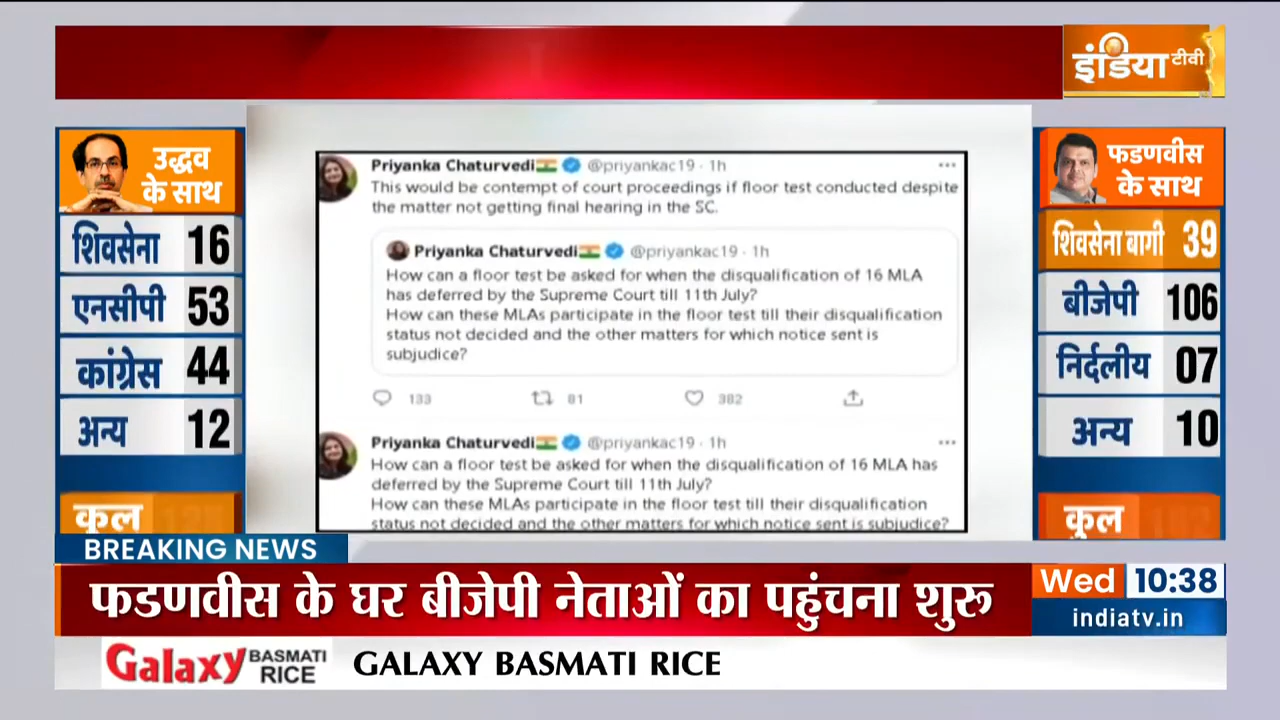 इंडिया टीवी
उद्धव
के साथ
शिवसेना 16
एनसीपी 53
कांग्रेस 44
अन्य 12
कुल
Priyanka Chaturvedi @priyankac19 · 1h
This would be contempt of court proceedings if floor test conducted despite
the matter not getting final hearing in the SC.
Priyanka Chaturvedi @priyankac19 · 1h
How can a floor test be asked for when the disqualification of 16 MLA
has deferred by the Supreme Court till 11th July?
How can these MLAs participate in the floor test till their disqualification
status not decided and the other matters for which notice sent is
subjudice?
133 81 382
Priyanka Chaturvedi @priyankac19 · 1h
How can a floor test be asked for when the disqualification of 16 MLA has
deferred by the Supreme Court till 11th July?
How can these MLAs participate in the floor test till their disqualification
status not decided and the other matters for which notice sent is subjudice?
फडणवीस
के साथ
शिवसेना बागी 39
बीजेपी 106
निर्दलीय 07
अन्य 10
कुल
BREAKING NEWS
फडणवीस के घर बीजेपी नेताओं का पहुंचना शुरू
Wed 10:38
indiatv.in
Galaxy BASMATI
RICE
GALAXY BASMATI RICE